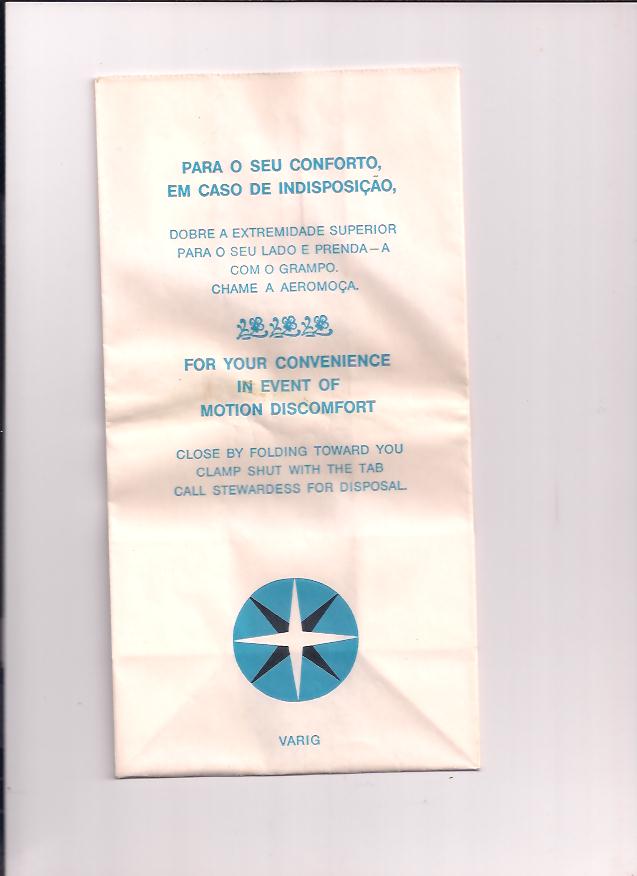 PARA O SEU CONFORTO,
EM CASO DE INDISPOSIÇÃO,
DOBRE A EXTREMIDADE SUPERIOR
PARA O SEU LADO E PRENDA—A
COM O GRAMPO.
CHAME A AEROMOÇA.
FOR YOUR CONVENIENCE
IN EVENT OF
MOTION DISCOMFORT
CLOSE BY FOLDING TOWARD YOU
CLAMP SHUT WITH THE TAB
CALL STEWARDESS FOR DISPOSAL.
VARIG